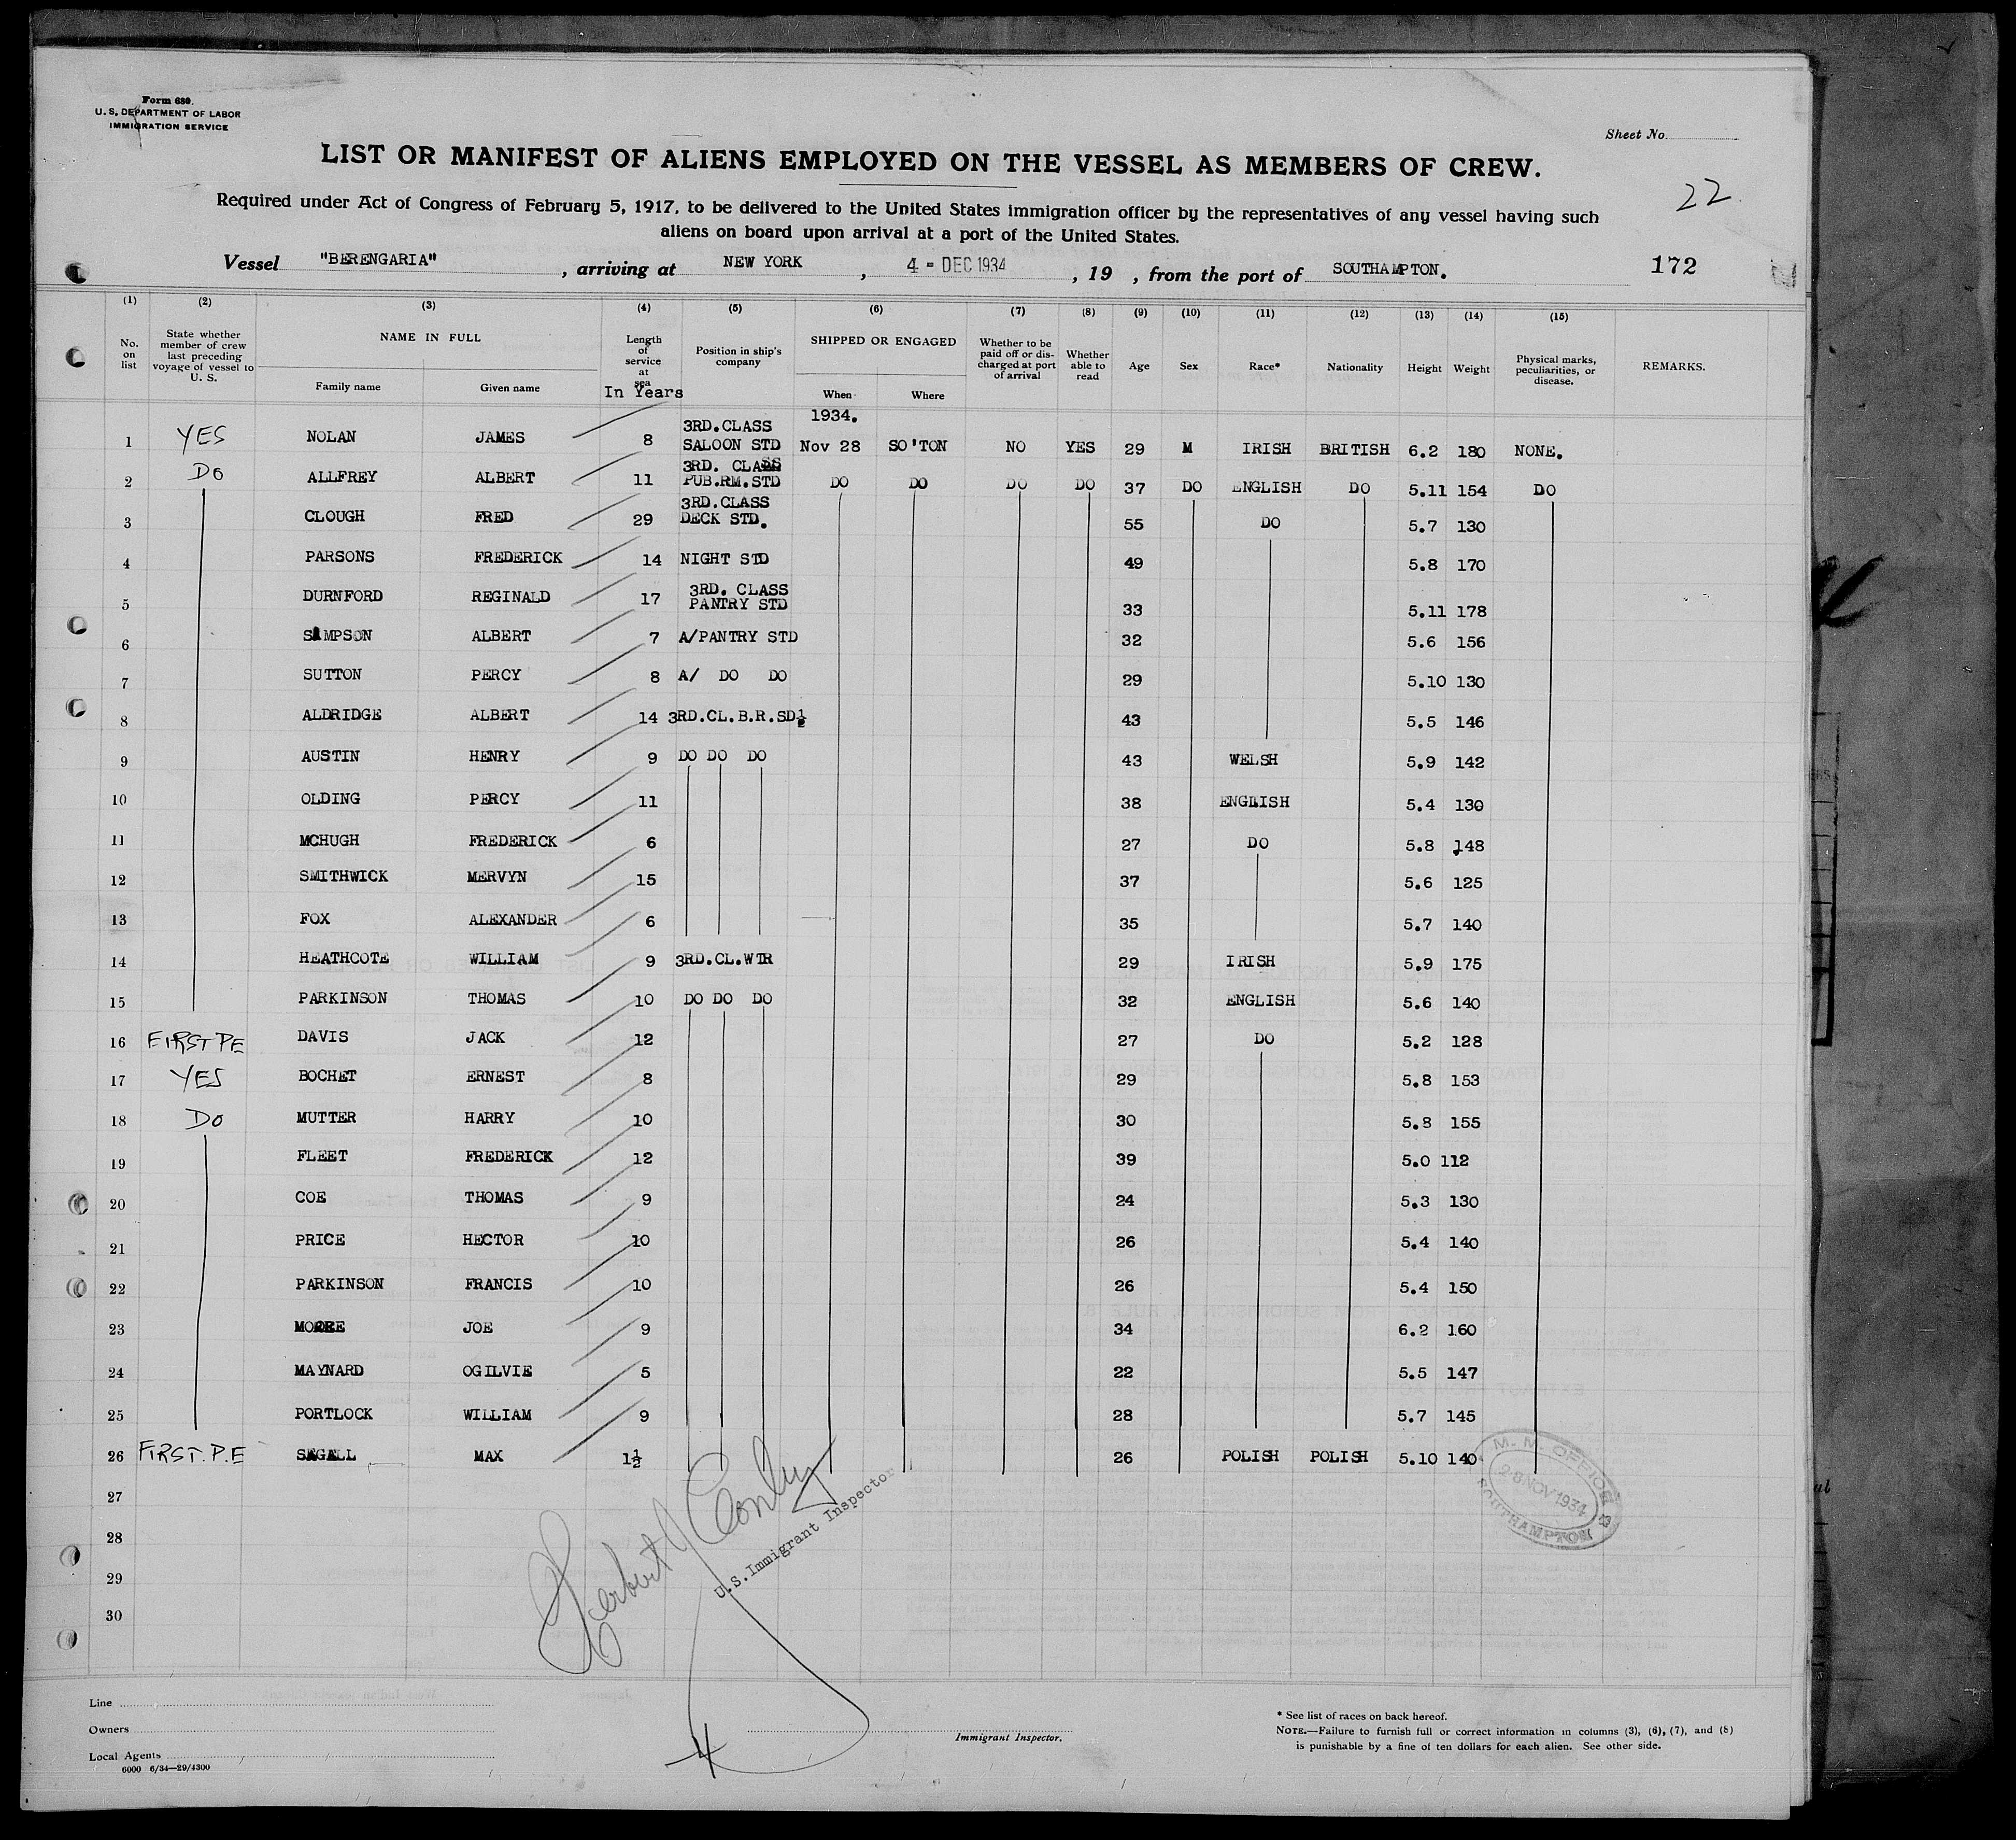 Form 680.
U.S. DEPARTMENT OF LABOR
IMMIGRATION SERVICE
Sheet No.
LIST OR MANIFEST OF ALIENS EMPLOYED ON THE VESSEL AS MEMBERS OF CREW.
22
Required under Act of Congress of February 5, 1917, to be delivered to the United States immigration officer by the representatives of any vessel having such
aliens on board upon arrival at a port of the United States.
Vessel "BERENGARIA", arriving at NEW YORK, 4 - DEC 1934, 19 , from the port of SOUTHAMPTON. 172
(1) (2) (3) (4) (5) (6) (7) (8) (9) (10) (11) (12) (13) (14) (15)
No. on list
State whether member of crew last preceding voyage of vessel to U. S.
NAME IN FULL
Family name Given name
Length of service at sea
In Years
Position in ship's company
SHIPPED OR ENGAGED
When Where
Whether to be paid off or discharged at port of arrival
Whether able to read
Age Sex Race* Nationality Height Weight
Physical marks, peculiarities, or disease.
REMARKS.
1934.
1 YES NOLAN JAMES 8 3RD.CLASS SALOON STD Nov 28 SO'TON NO YES 29 M IRISH BRITISH 6.2 180 NONE.
2 DO ALLFREY ALBERT 11 3RD. CLASS PUB.RM.STD DO DO DO DO 37 DO ENGLISH DO 5.11 154 DO
3 CLOUGH FRED 29 3RD.CLASS DECK STD. 55 DO 5.7 130
4 PARSONS FREDERICK 14 NIGHT STD 49 5.8 170
5 DURNFORD REGINALD 17 3RD. CLASS PANTRY STD 33 5.11 178
6 SAMPSON ALBERT 7 A/PANTRY STD 32 5.6 156
7 SUTTON PERCY 8 A/ DO DO 29 5.10 130
8 ALDRIDGE ALBERT 14 3RD.CL.B.R.SD½ 43 5.5 146
9 AUSTIN HENRY 9 DO DO DO 43 WELSH 5.9 142
10 OLDING PERCY 11 38 ENGLISH 5.4 130
11 MCHUGH FREDERICK 6 27 DO 5.8 148
12 SMITHWICK MERVYN 15 37 5.6 125
13 FOX ALEXANDER 6 35 5.7 140
14 HEATHCOTE WILLIAM 9 3RD.CL.WTR 29 IRISH 5.9 175
15 PARKINSON THOMAS 10 DO DO DO 32 ENGLISH 5.6 140
16 FIRST PE DAVIS JACK 12 27 DO 5.2 128
17 YES BOCHET ERNEST 8 29 5.8 153
18 DO MUTTER HARRY 10 30 5.8 155
19 FLEET FREDERICK 12 39 5.0 112
20 COE THOMAS 9 24 5.3 130
21 PRICE HECTOR 10 26 5.4 140
22 PARKINSON FRANCIS 10 26 5.4 150
23 MOORE JOE 9 34 6.2 160
24 MAYNARD OGILVIE 5 22 5.5 147
25 PORTLOCK WILLIAM 9 28 5.7 145
26 FIRST. P.E SEGALL MAX 1½ 26 POLISH POLISH 5.10 140
27
28
29
30
M. M. OFFICE
28 NOV 1934
SOUTHAMPTON
Herbert J Conly
U.S. Immigrant Inspector
4
Line
Owners
Local Agents
6000 6/34—29/4300
Immigrant Inspector.
* See list of races on back hereof.
NOTE.—Failure to furnish full or correct information in columns (3), (6), (7), and (8)
is punishable by a fine of ten dollars for each alien. See other side.